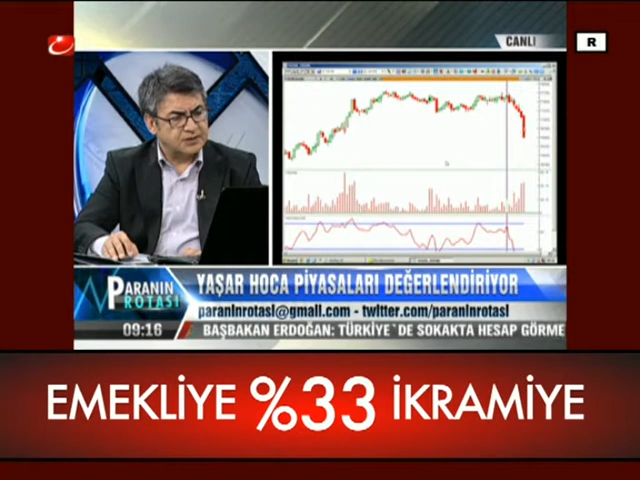 CANLI
R
PARANIN
ROTASI
YAŞAR HOCA PİYASALARI DEĞERLENDİRİYOR
paranInrotasI@gmaIl.com - twItter.com/paranInrotasI
09:16
BAŞBAKAN ERDOĞAN: TÜRKİYE`DE SOKAKTA HESAP GÖRME
EMEKLİYE %33 İKRAMİYE